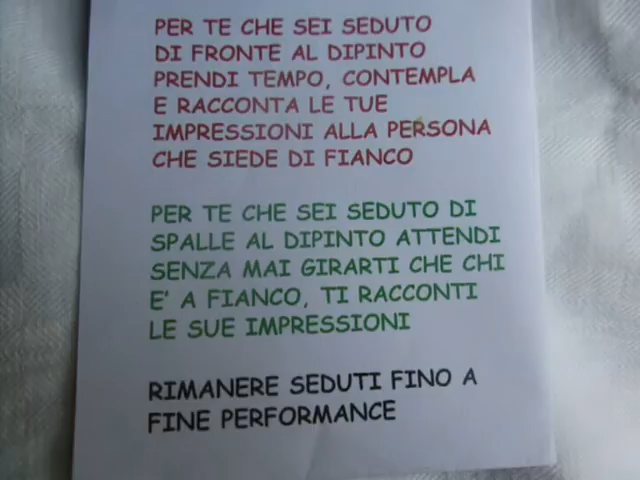 PER TE CHE SEI SEDUTO
DI FRONTE AL DIPINTO
PRENDI TEMPO, CONTEMPLA
E RACCONTA LE TUE
IMPRESSIONI ALLA PERSONA
CHE SIEDE DI FIANCO
PER TE CHE SEI SEDUTO DI
SPALLE AL DIPINTO ATTENDI
SENZA MAI GIRARTI CHE CHI
E' A FIANCO, TI RACCONTI
LE SUE IMPRESSIONI
RIMANERE SEDUTI FINO A
FINE PERFORMANCE